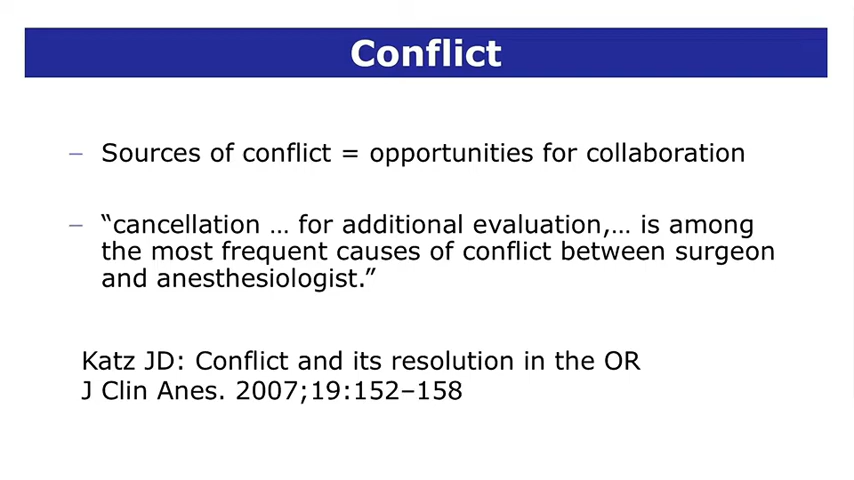 Conflict
– Sources of conflict = opportunities for collaboration
– “cancellation … for additional evaluation,… is among
the most frequent causes of conflict between surgeon
and anesthesiologist.”
Katz JD: Conflict and its resolution in the OR
J Clin Anes. 2007;19:152–158